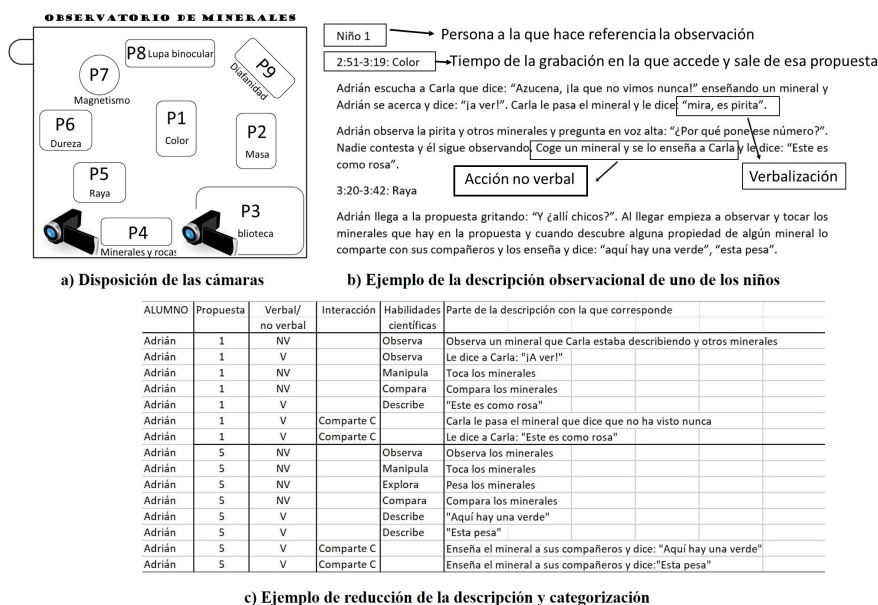 OBSERVATORIO DE MINERALES
P8 Lupa binocular
P9
Diafanidad
P7
Magnetismo
P1
Color
P6
Dureza
P2
Masa
P5
Raya
P3
blioteca
P4
Minerales y rocas
a) Disposición de las cámaras
Niño 1
Persona a la que hace referencia la observación
2:51-3:19: Color
Tiempo de la grabación en la que accede y sale de esa propuesta
Adrián escucha a Carla que dice: “Azucena, ¡la que no vimos nunca!” enseñando un mineral y
Adrián se acerca y dice: “¡a ver!”. Carla le pasa el mineral y le dice: “mira, es pirita”.
Adrián observa la pirita y otros minerales y pregunta en voz alta: “¿Por qué pone ese número?”.
Nadie contesta y él sigue observando. Coge un mineral y se lo enseña a Carla y le dice: “Este es
como rosa”.
Acción no verbal
Verbalización
3:20-3:42: Raya
Adrián llega a la propuesta gritando: “Y ¿allí chicos?”. Al llegar empieza a observar y tocar los
minerales que hay en la propuesta y cuando descubre alguna propiedad de algún mineral lo
comparte con sus compañeros y los enseña y dice: “aquí hay una verde”, “esta pesa”.
b) Ejemplo de la descripción observacional de uno de los niños
ALUMNO Propuesta Verbal/ Interacción Habilidades Parte de la descripción con la que corresponde
no verbal científicas
Adrián 1 NV Observa Observa un mineral que Carla estaba describiendo y otros minerales
Adrián 1 V Observa Le dice a Carla: "¡A ver!"
Adrián 1 NV Manipula Toca los minerales
Adrián 1 NV Compara Compara los minerales
Adrián 1 V Describe "Este es como rosa"
Adrián 1 V Comparte C Carla le pasa el mineral que dice que no ha visto nunca
Adrián 1 V Comparte C Le dice a Carla: "Este es como rosa"
Adrián 5 NV Observa Observa los minerales
Adrián 5 NV Manipula Toca los minerales
Adrián 5 NV Explora Pesa los minerales
Adrián 5 NV Compara Compara los minerales
Adrián 5 V Describe "Aquí hay una verde"
Adrián 5 V Describe "Esta pesa"
Adrián 5 V Comparte C Enseña el mineral a sus compañeros y dice: "Aquí hay una verde"
Adrián 5 V Comparte C Enseña el mineral a sus compañeros y dice:"Esta pesa"
c) Ejemplo de reducción de la descripción y categorización